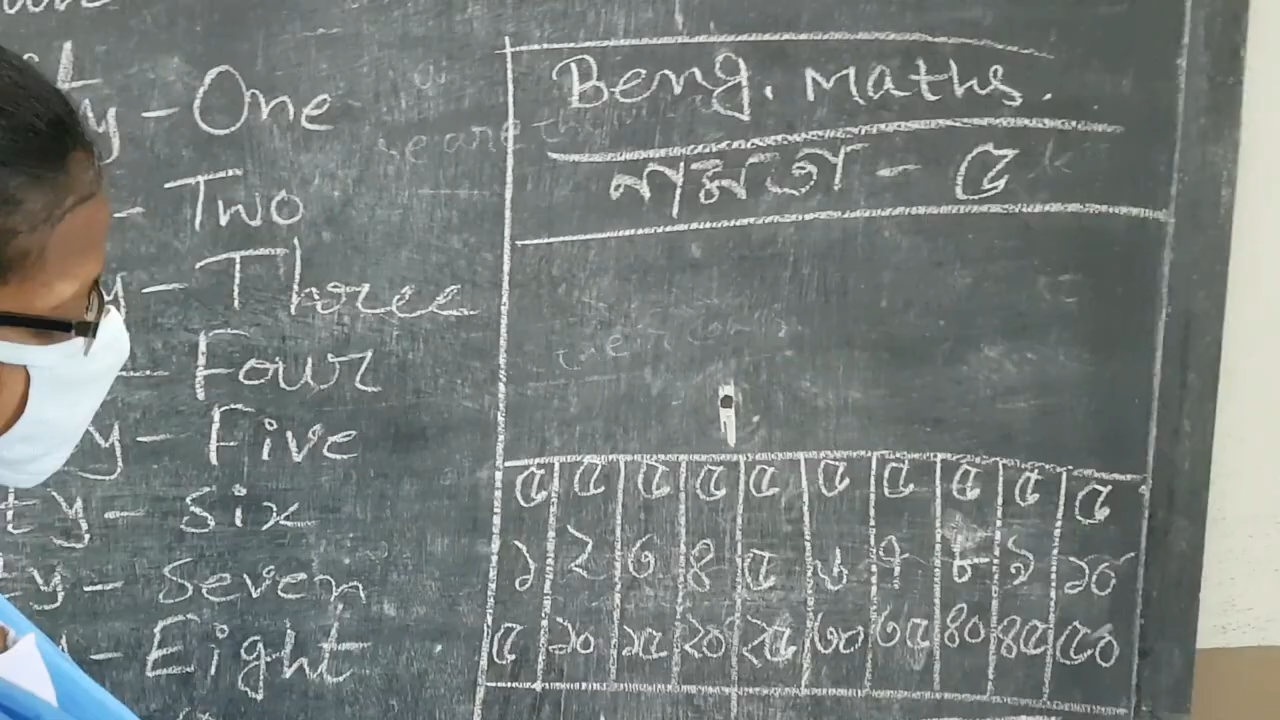 y - One
- Two
y - Three
- Four
y - Five
ty - Six
ty - Seven
y - Eight
Beng. Maths.
নামতা - ৫
৫ ৫ ৫ ৫ ৫ ৫ ৫ ৫ ৫ ৫
১ ২ ৩ ৪ ৫ ৬ ৭ ৮ ৯ ১০
৫ ১০ ১৫ ২০ ২৫ ৩০ ৩৫ ৪০ ৪৫ ৫০